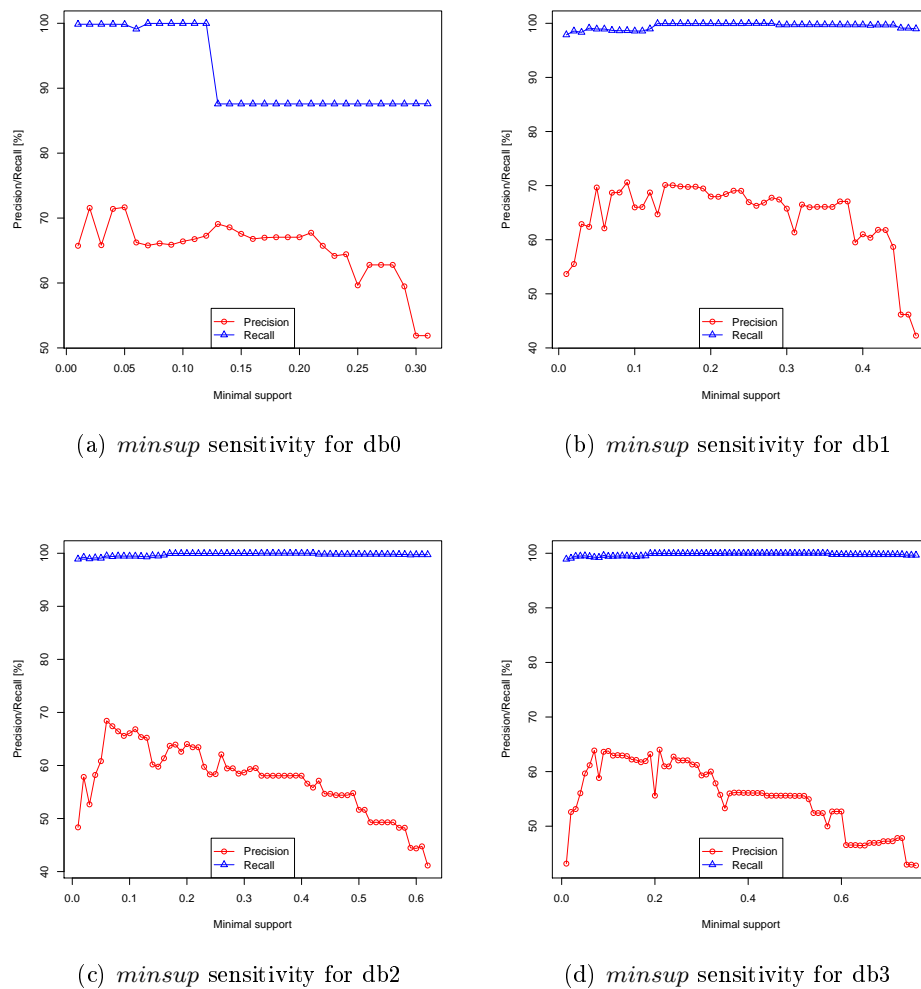 100
90
80
70
60
50
Precision/Recall [%]
Precision
Recall
0.00 0.05 0.10 0.15 0.20 0.25 0.30
Minimal support
(a) minsup sensitivity for db0
100
90
80
70
60
50
40
Precision/Recall [%]
Precision
Recall
0.0 0.1 0.2 0.3 0.4
Minimal support
(b) minsup sensitivity for db1
100
90
80
70
60
50
40
Precision/Recall [%]
Precision
Recall
0.0 0.1 0.2 0.3 0.4 0.5 0.6
Minimal support
(c) minsup sensitivity for db2
100
90
80
70
60
50
Precision/Recall [%]
Precision
Recall
0.0 0.2 0.4 0.6
Minimal support
(d) minsup sensitivity for db3